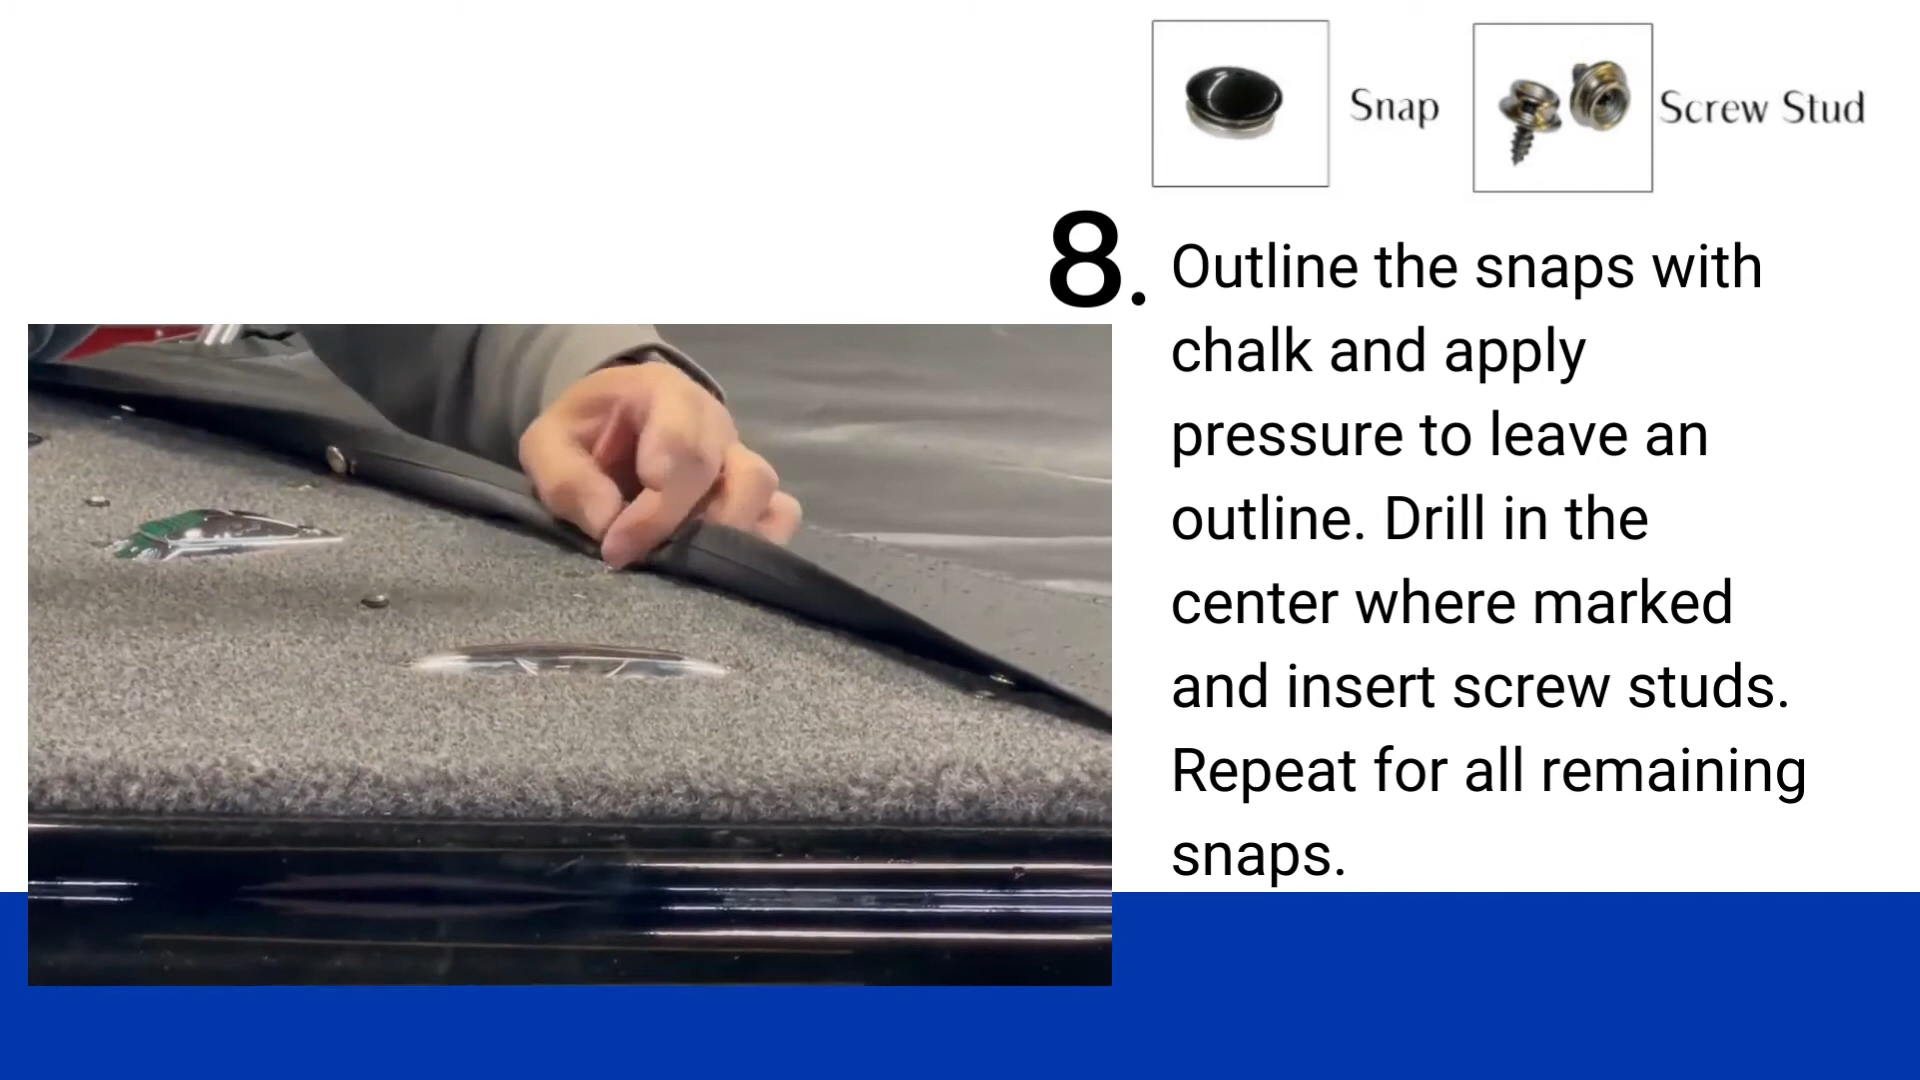 Snap
Screw Stud
8.
Outline the snaps with
chalk and apply
pressure to leave an
outline. Drill in the
center where marked
and insert screw studs.
Repeat for all remaining
snaps.